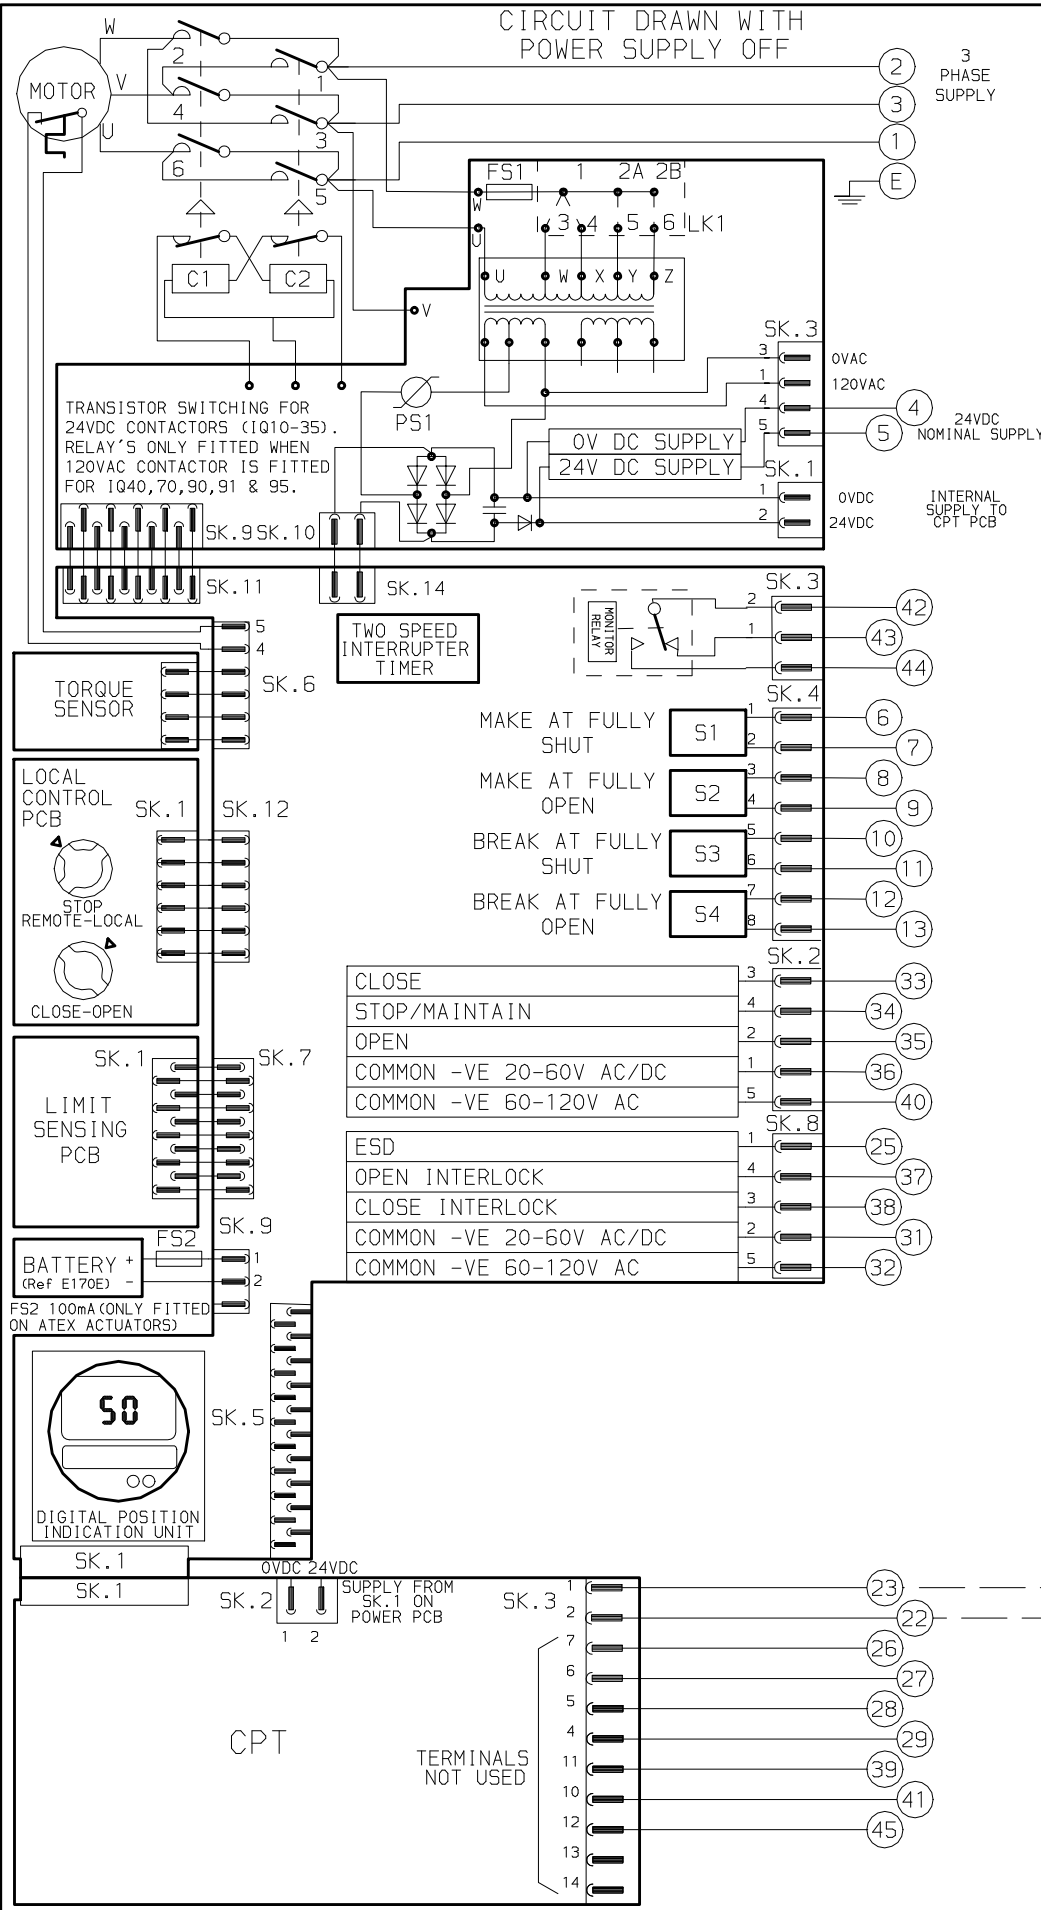 CIRCUIT DRAWN WITH
POWER SUPPLY OFF
W
MOTOR
V
U
2
4
6
1
3
5
2
3
1
E
3
PHASE
SUPPLY
C1
C2
FS1
1
2A
2B
W
U
3
4
5
6
LK1
U
W
X
Y
Z
V
PS1
SK.3
3
0VAC
1
120VAC
4
4
5
5
24VDC
NOMINAL SUPPLY
0V DC SUPPLY
24V DC SUPPLY
SK.1
1
0VDC
2
24VDC
INTERNAL
SUPPLY TO
CPT PCB
TRANSISTOR SWITCHING FOR
24VDC CONTACTORS (IQ10-35).
RELAY'S ONLY FITTED WHEN
120VAC CONTACTOR IS FITTED
FOR IQ40,70,90,91 & 95.
SK.9
SK.10
SK.11
SK.14
TWO SPEED
INTERRUPTER
TIMER
MONITOR
RELAY
SK.3
2
42
1
43
44
5
4
SK.6
TORQUE
SENSOR
SK.4
MAKE AT FULLY
SHUT
S1
1
6
2
7
MAKE AT FULLY
OPEN
S2
3
8
4
9
BREAK AT FULLY
SHUT
S3
5
10
6
11
BREAK AT FULLY
OPEN
S4
7
12
8
13
LOCAL
CONTROL
PCB
SK.1
SK.12
STOP
REMOTE-LOCAL
CLOSE-OPEN
SK.2
CLOSE
3
33
STOP/MAINTAIN
4
34
OPEN
2
35
COMMON -VE 20-60V AC/DC
1
36
COMMON -VE 60-120V AC
5
40
SK.8
ESD
1
25
OPEN INTERLOCK
4
37
CLOSE INTERLOCK
3
38
COMMON -VE 20-60V AC/DC
2
31
COMMON -VE 60-120V AC
5
32
SK.1
SK.7
LIMIT
SENSING
PCB
SK.9
BATTERY +
(Ref E170E) -
FS2
1
2
FS2 100mA(ONLY FITTED
ON ATEX ACTUATORS)
50
SK.5
DIGITAL POSITION
INDICATION UNIT
SK.1
SK.1
0VDC 24VDC
SK.2
1 2
SUPPLY FROM
SK.1 ON
POWER PCB
SK.3
CPT
TERMINALS
NOT USED
1
23
2
22
7
26
6
27
5
28
4
29
11
39
10
41
12
45
13
14